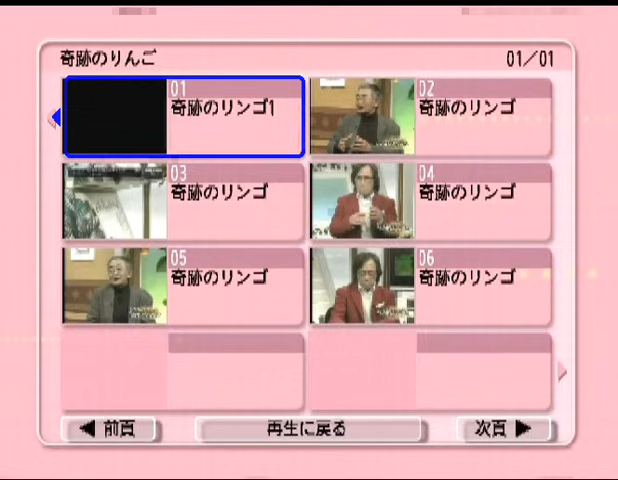 奇跡のりんご
01/01
01
奇跡のリンゴ1
02
奇跡のリンゴ
03
奇跡のリンゴ
04
奇跡のリンゴ
05
奇跡のリンゴ
06
奇跡のリンゴ
◀ 前頁
再生に戻る
次頁 ▶